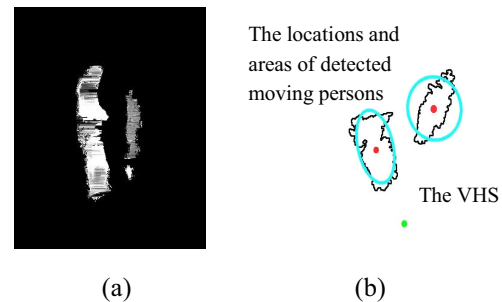 The locations and
areas of detected
moving persons
The VHS
(a)
(b)